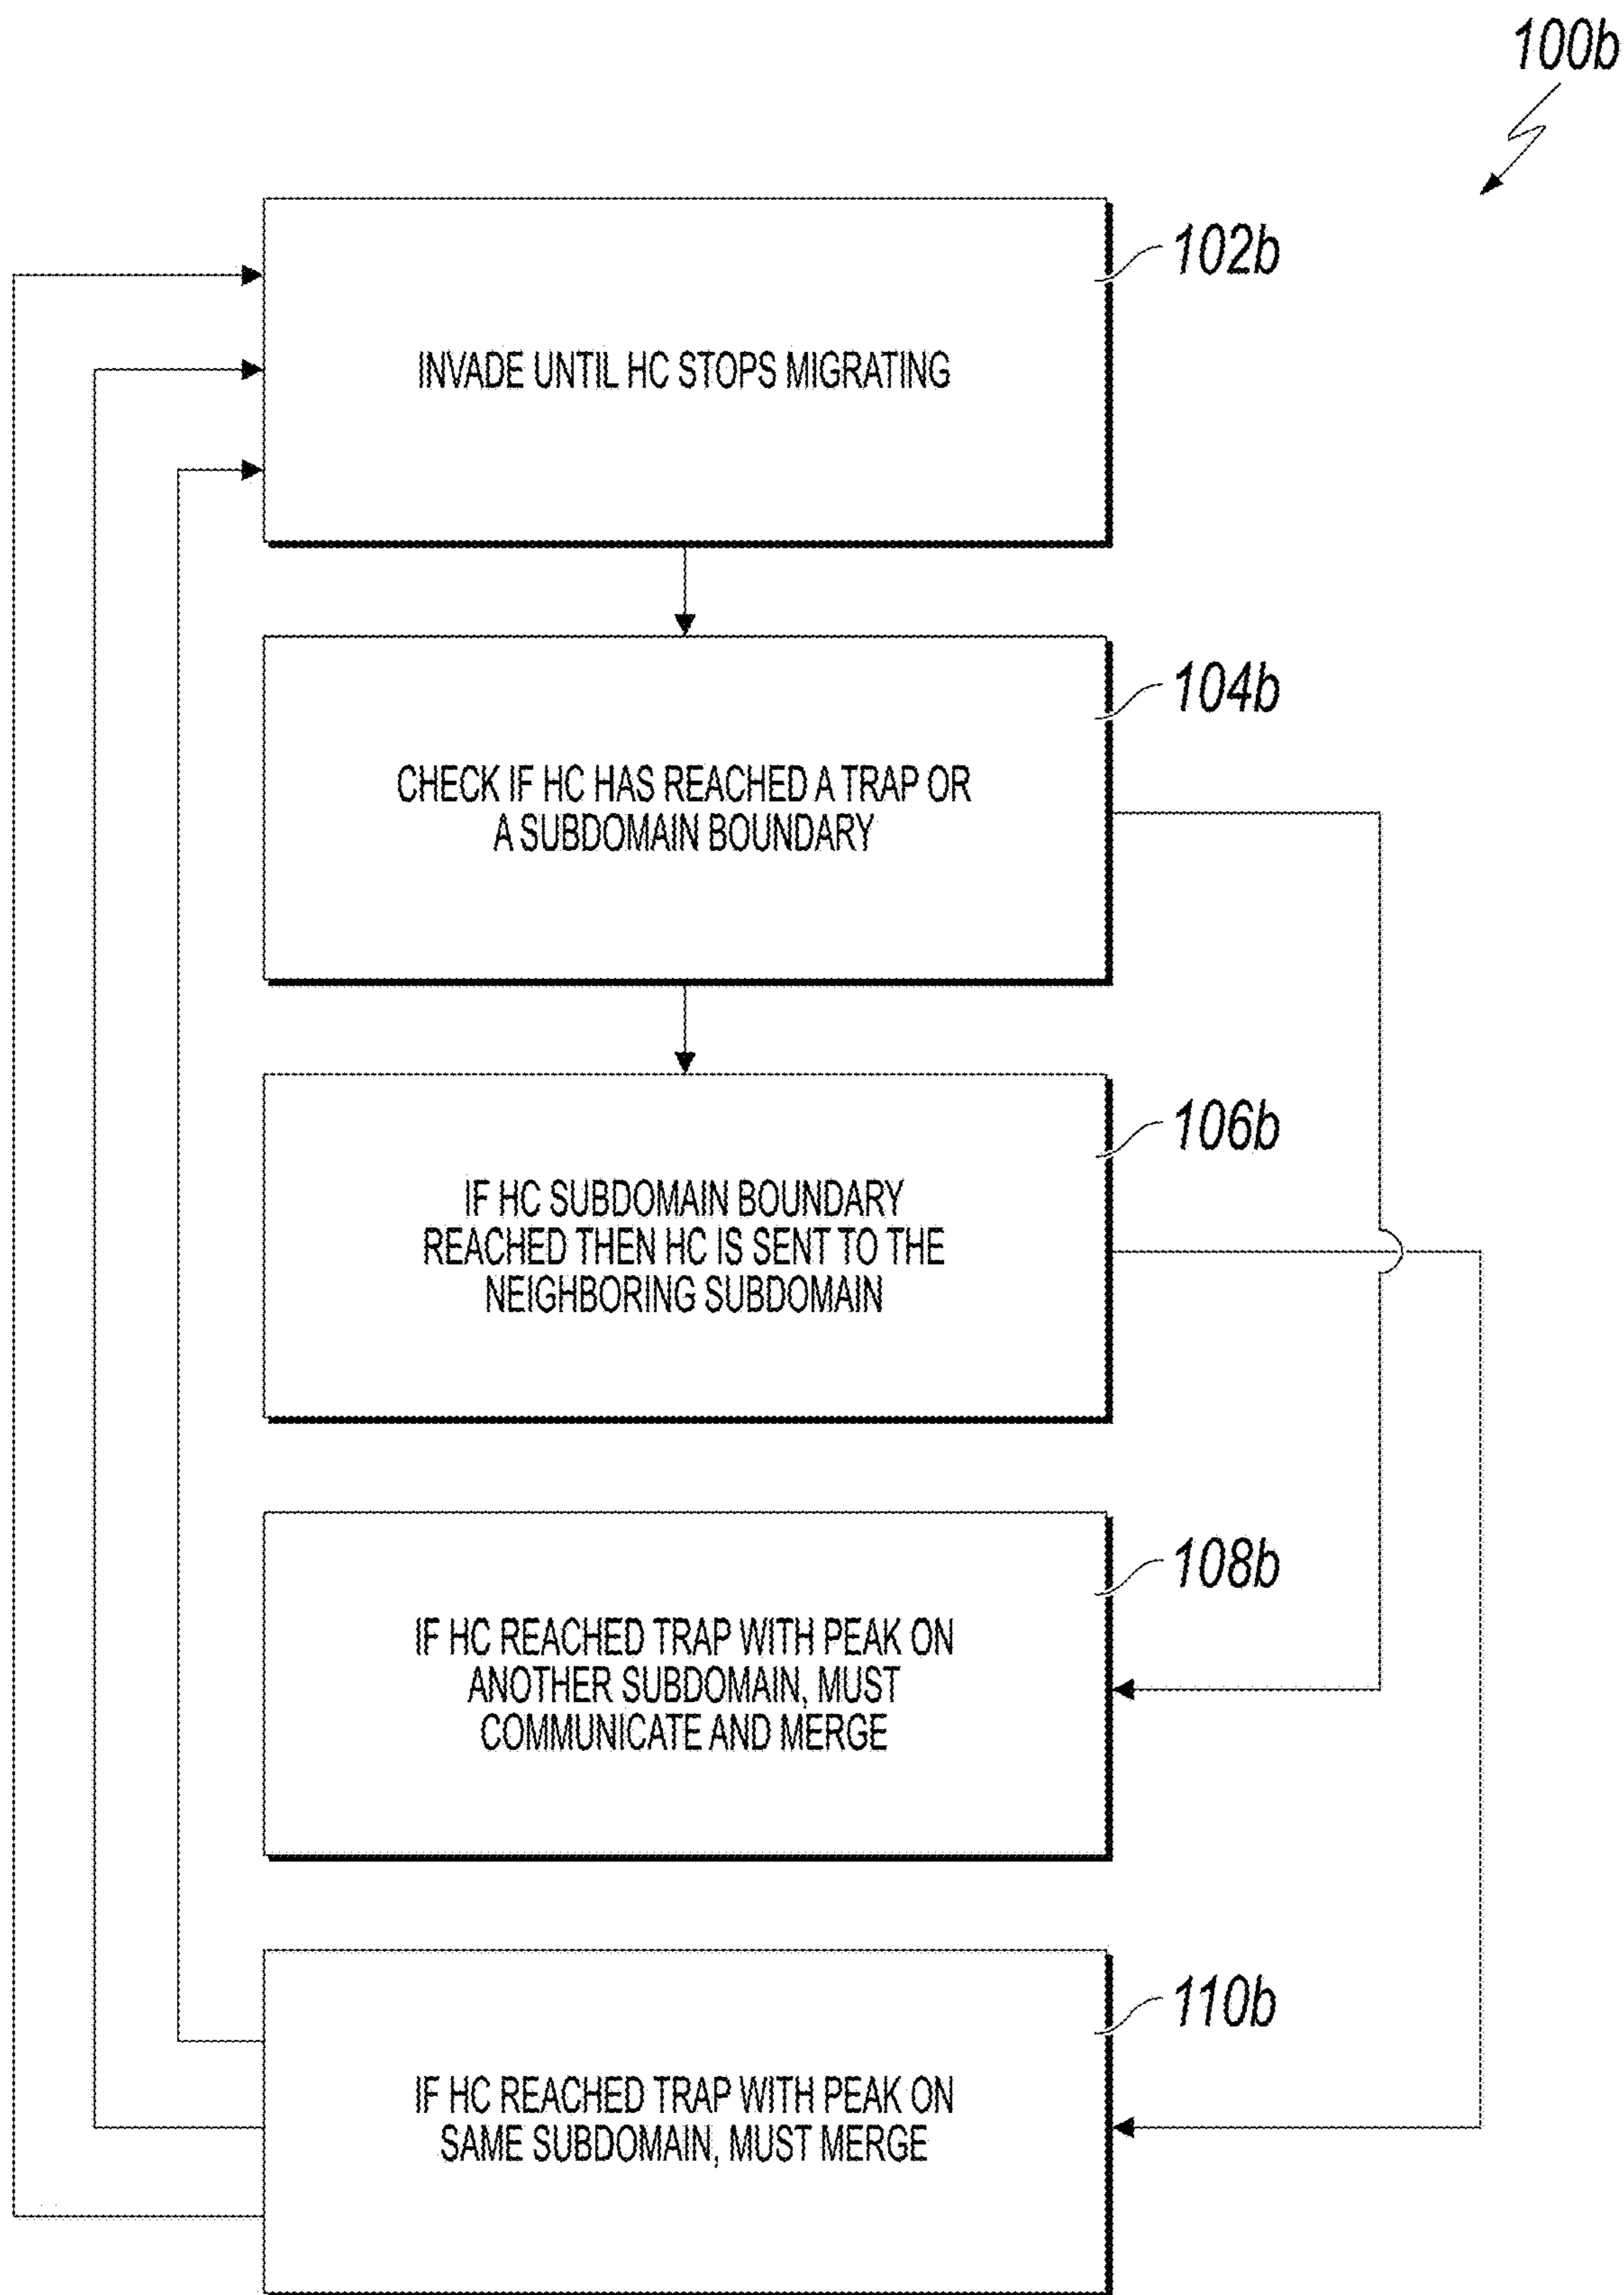 100b
102b
INVADE UNTIL HC STOPS MIGRATING
104b
CHECK IF HC HAS REACHED A TRAP OR
A SUBDOMAIN BOUNDARY
106b
IF HC SUBDOMAIN BOUNDARY
REACHED THEN HC IS SENT TO THE
NEIGHBORING SUBDOMAIN
108b
IF HC REACHED TRAP WITH PEAK ON
ANOTHER SUBDOMAIN, MUST
COMMUNICATE AND MERGE
110b
IF HC REACHED TRAP WITH PEAK ON
SAME SUBDOMAIN, MUST MERGE